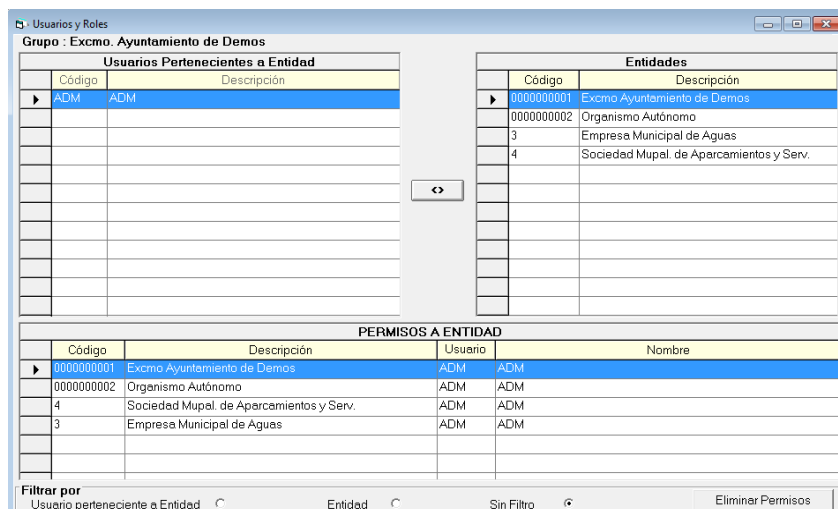 Usuarios y Roles
Grupo : Excmo. Ayuntamiento de Demos
Usuarios Pertenecientes a Entidad
Código Descripción
ADM ADM
<>
Entidades
Código Descripción
0000000001 Excmo Ayuntamiento de Demos
0000000002 Organismo Autónomo
3 Empresa Municipal de Aguas
4 Sociedad Mupal. de Aparcamientos y Serv.
PERMISOS A ENTIDAD
Código Descripción Usuario Nombre
0000000001 Excmo Ayuntamiento de Demos ADM ADM
0000000002 Organismo Autónomo ADM ADM
4 Sociedad Mupal. de Aparcamientos y Serv. ADM ADM
3 Empresa Municipal de Aguas ADM ADM
Filtrar por
Usuario perteneciente a Entidad Entidad Sin Filtro Eliminar Permisos